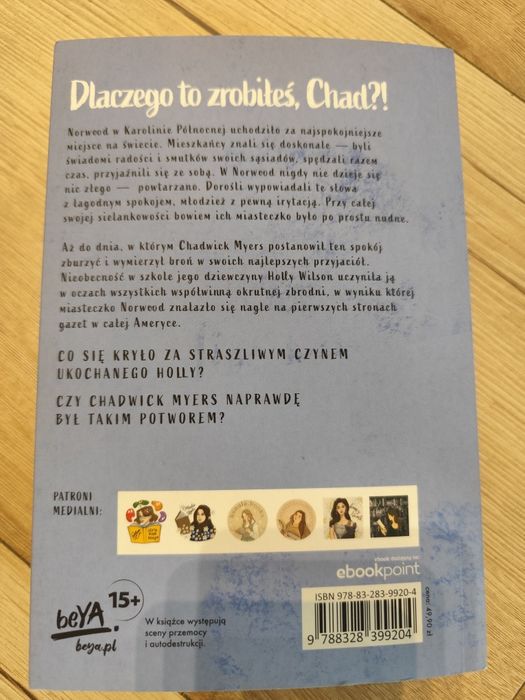 Dlaczego to zrobiłeś, Chad?!
Norwood w Karolinie Północnej uchodziło za najspokojniejsze
miejsce na świecie. Mieszkańcy znali się doskonale — byli
świadomi radości i smutków swoich sąsiadów, spędzali razem
czas, przyjaźnili się ze sobą. W Norwood nigdy nie dzieje się
nic złego — powtarzano. Dorośli wypowiadali te słowa
z łagodnym spokojem, młodzież z pewną irytacją. Przy całej
swojej sielankowości bowiem ich miasteczko było po prostu nudne.
Aż do dnia, w którym Chadwick Myers postanowił ten spokój
zburzyć i wymierzył broń w swoich najlepszych przyjaciół.
Nieobecność w szkole jego dziewczyny Holly Wilson uczyniła ją
w oczach wszystkich współwinną okrutnej zbrodni, w wyniku której
miasteczko Norwood znalazło się nagle na pierwszych stronach
gazet w całej Ameryce.
CO SIĘ KRYŁO ZA STRASZLIWYM CZYNEM
UKOCHANEGO HOLLY?
CZY CHADWICK MYERS NAPRAWDĘ
BYŁ TAKIM POTWOREM?
PATRONI
MEDIALNI:
ebook dostępny na:
ebookpoint
beYA.
beya.pl
15+
W książce występują
sceny przemocy
i autodestrukcji.
ISBN 978-83-283-9920-4
9 788328 399204
cena: 49,90 zł